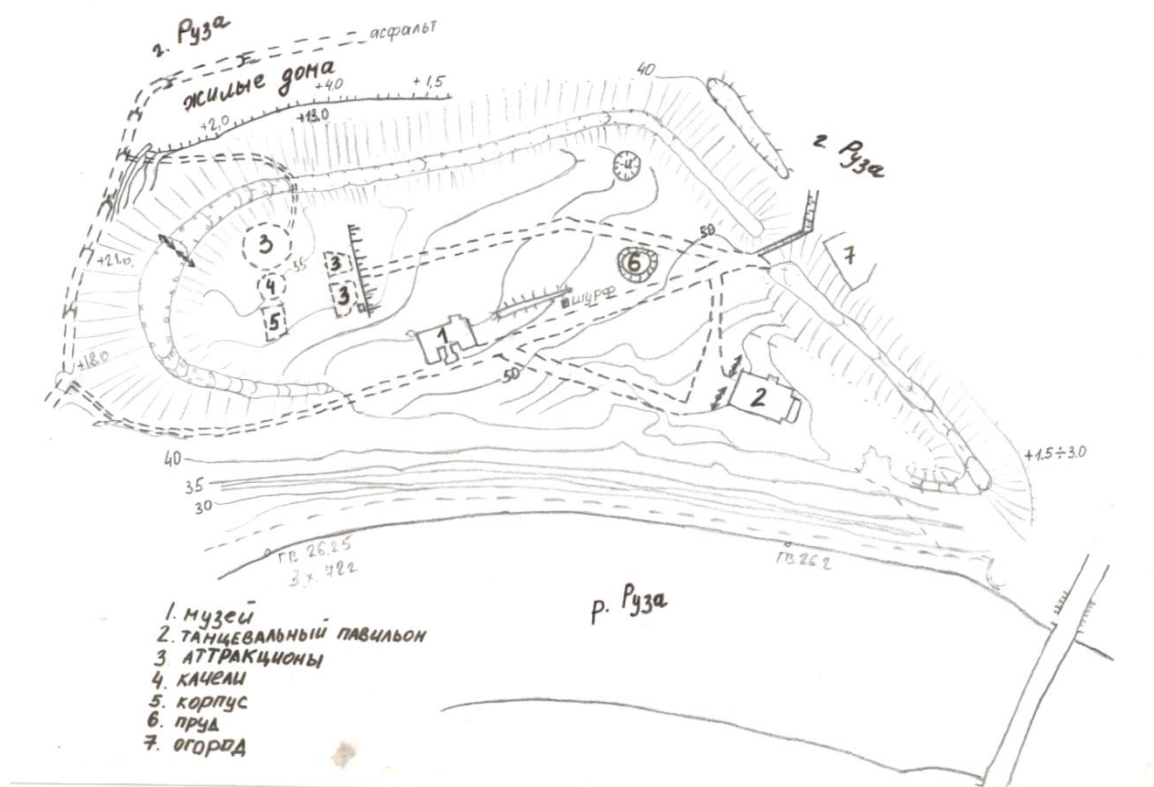 г. Руза
асфальт
жилые дома
+4.0
+1,5
+2,0
+13.0
40
г. Руза
3
+21.0
35
3
50
6
7
4
3
шурф
5
1
+18.0
50
2
40
+1.5÷3.0
35
30
ГВ 26.25
3.х. 722
ГВ 26.2
р. Руза
1. музей
2. танцевальный павильон
3. аттракционы
4. качели
5. корпус
6. пруд
7. огород